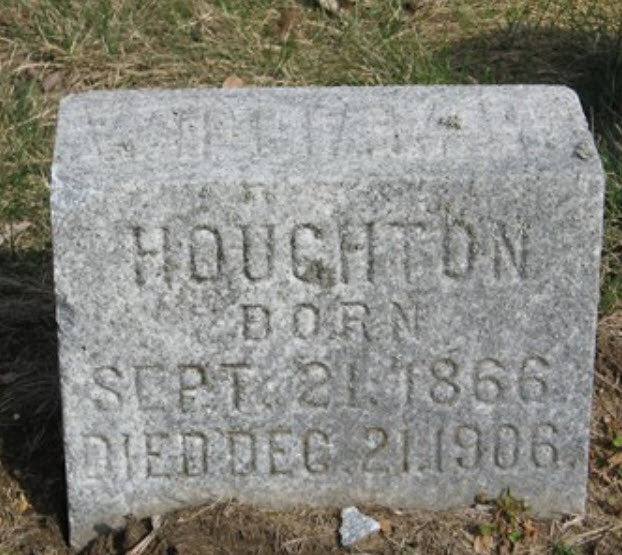 HOUGHTON
BORN
SEPT. 21. 1866.
DIED DEC. 21. 1906.